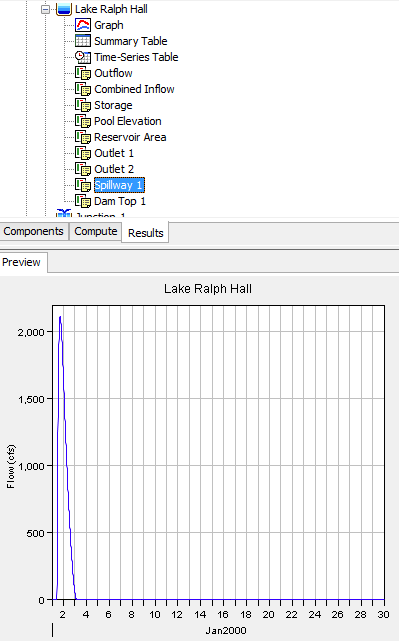 Lake Ralph Hall
Graph
Summary Table
Time-Series Table
Outflow
Combined Inflow
Storage
Pool Elevation
Reservoir Area
Outlet 1
Outlet 2
Spillway 1
Dam Top 1
Junction-1
Components Compute Results
Preview
Lake Ralph Hall
Flow (cfs)
2,000
1,500
1,000
500
0
2 4 6 8 10 12 14 16 18 20 22 24 26 28 30
Jan2000